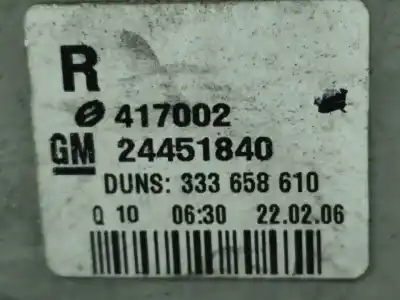 R
417002
GM 24451840
DUNS: 333 658 610
Q 10 06:30 22.02.06